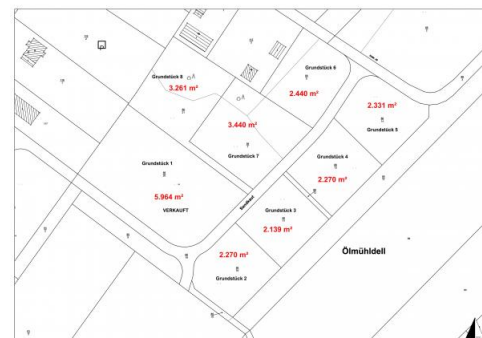 Grundstück 6
2.440 m²
Grundstück 8
3.261 m²
2.331 m²
Grundstück 5
3.440 m²
Grundstück 7
Grundstück 4
2.270 m²
Grundstück 1
5.964 m²
VERKAUFT
Grundstück 3
2.139 m²
Ölmühldell
2.270 m²
Grundstück 2